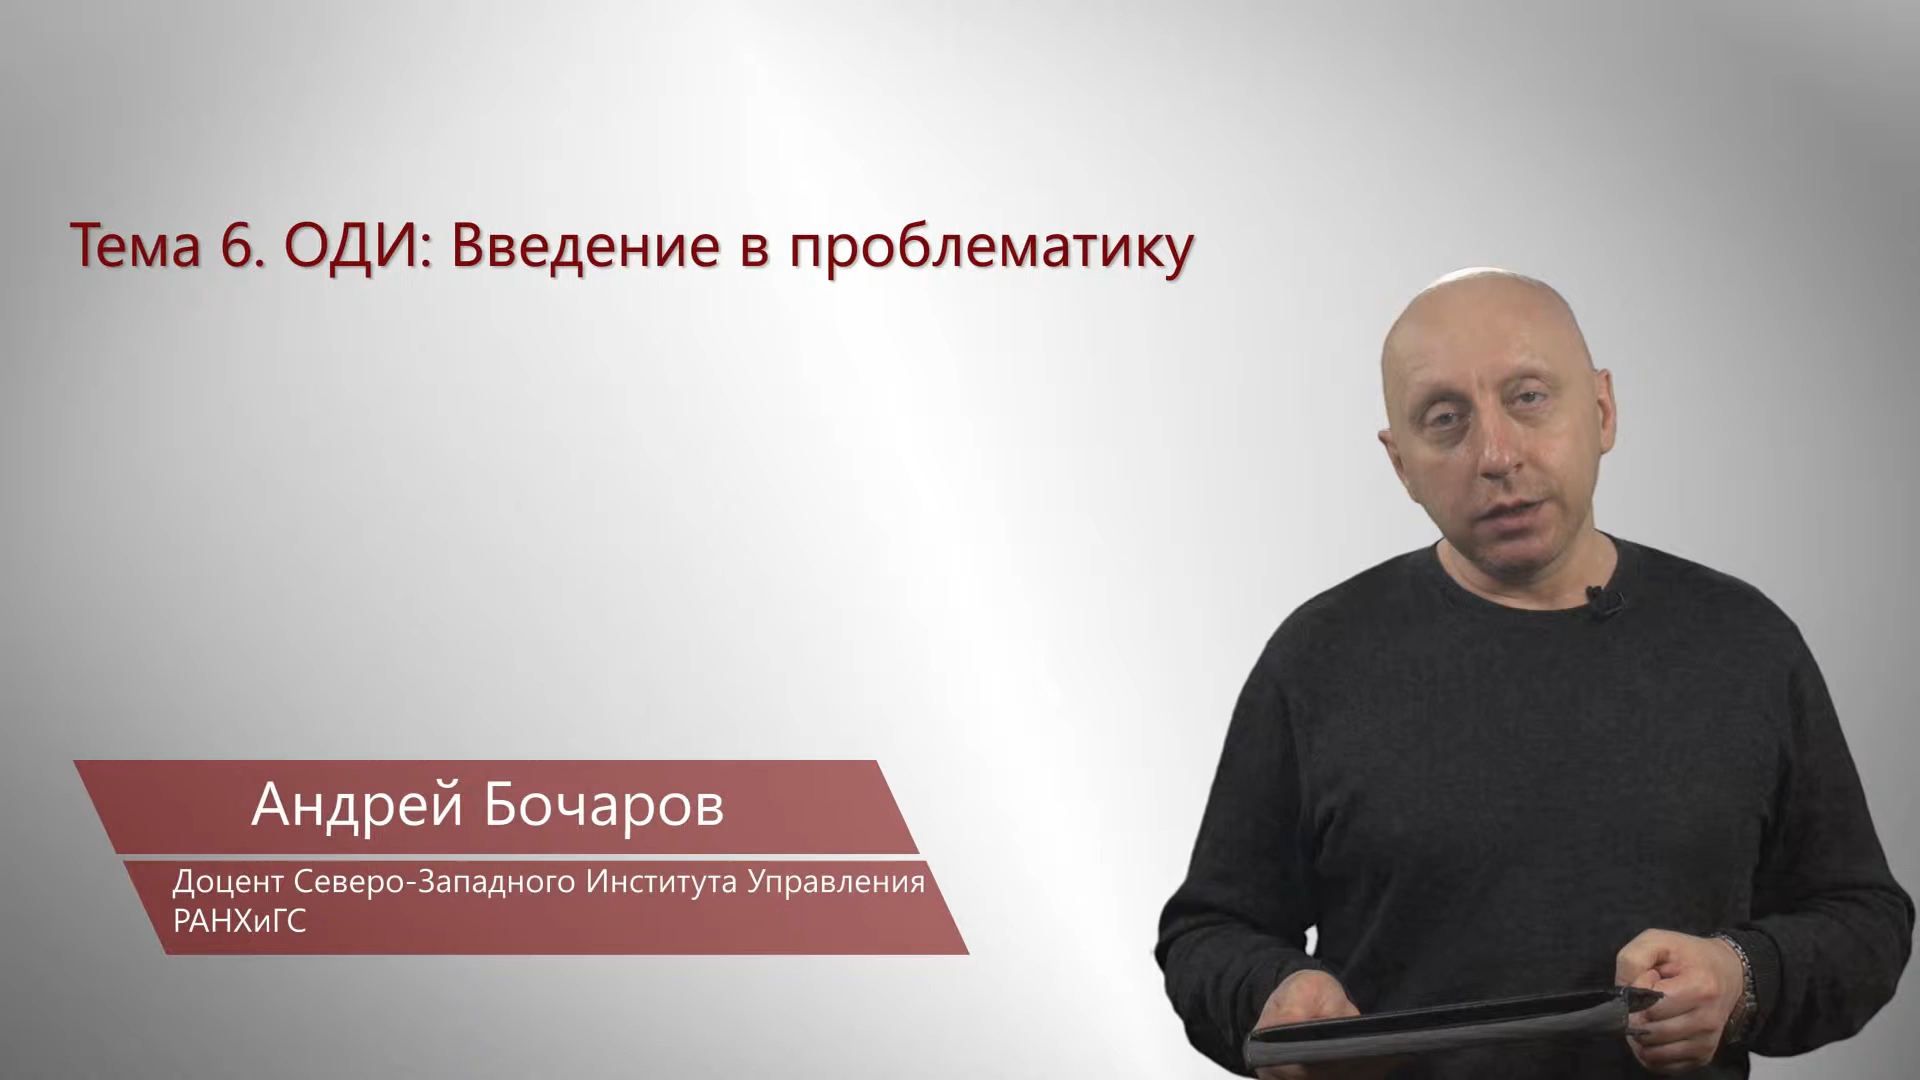 Тема 6. ОДИ: Введение в проблематику
Андрей Бочаров
Доцент Северо-Западного Института Управления
РАНХиГС